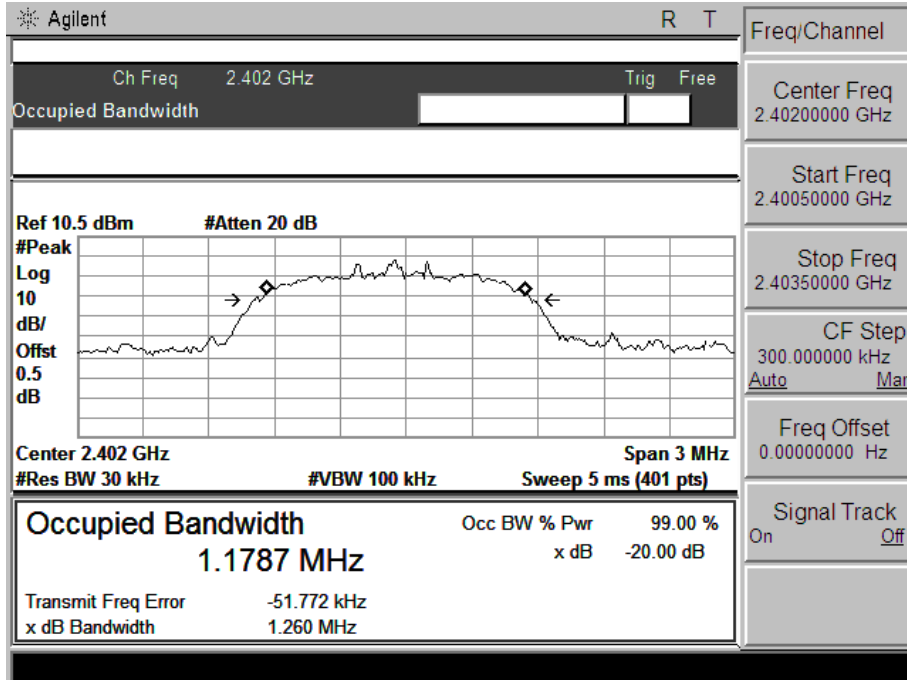 Agilent R T
Ch Freq 2.402 GHz Trig Free
Occupied Bandwidth
Ref 10.5 dBm #Atten 20 dB
#Peak
Log
10
dB/
Offst
0.5
dB
Center 2.402 GHz Span 3 MHz
#Res BW 30 kHz #VBW 100 kHz Sweep 5 ms (401 pts)
Occupied Bandwidth Occ BW % Pwr 99.00 %
1.1787 MHz x dB -20.00 dB
Transmit Freq Error -51.772 kHz
x dB Bandwidth 1.260 MHz
Freq/Channel
Center Freq
2.40200000 GHz
Start Freq
2.40050000 GHz
Stop Freq
2.40350000 GHz
CF Step
300.000000 kHz
Auto Man
Freq Offset
0.00000000 Hz
Signal Track
On Off